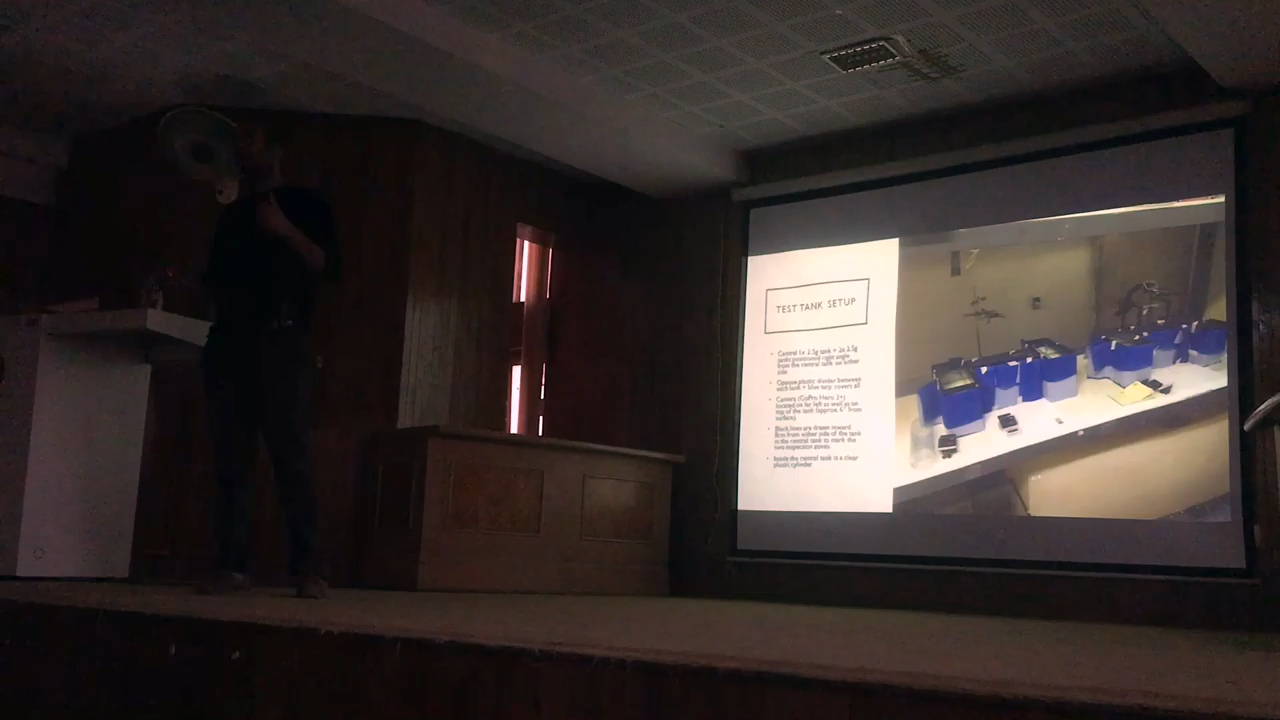 TEST TANK SETUP
• Central 1x 2.5g tank + 2x 2.5g
tanks positioned right angle
from the central tank on either
side
• Opaque plastic divider between
each tank + blue tarp covers all
• Camera (GoPro Hero 3+)
located on far left as well as on
top of the tank (approx. 6" from
surface)
• Black lines are drawn inward
8cm from either side of the tank
in the central tank to mark the
two inspection zones
• Inside the central tank is a clear
plastic cylinder